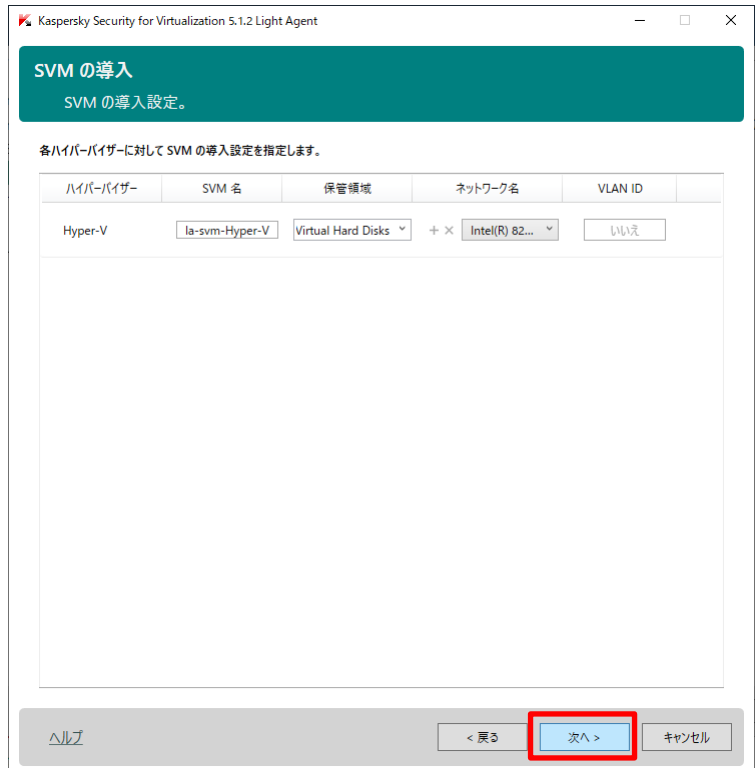 Kaspersky Security for Virtualization 5.1.2 Light Agent
SVM の導入
SVM の導入設定。
各ハイパーバイザーに対して SVM の導入設定を指定します。
ハイパーバイザー SVM 名 保管領域 ネットワーク名 VLAN ID
Hyper-V la-svm-Hyper-V Virtual Hard Disks + × Intel(R) 82... いいえ
ヘルプ < 戻る 次へ > キャンセル